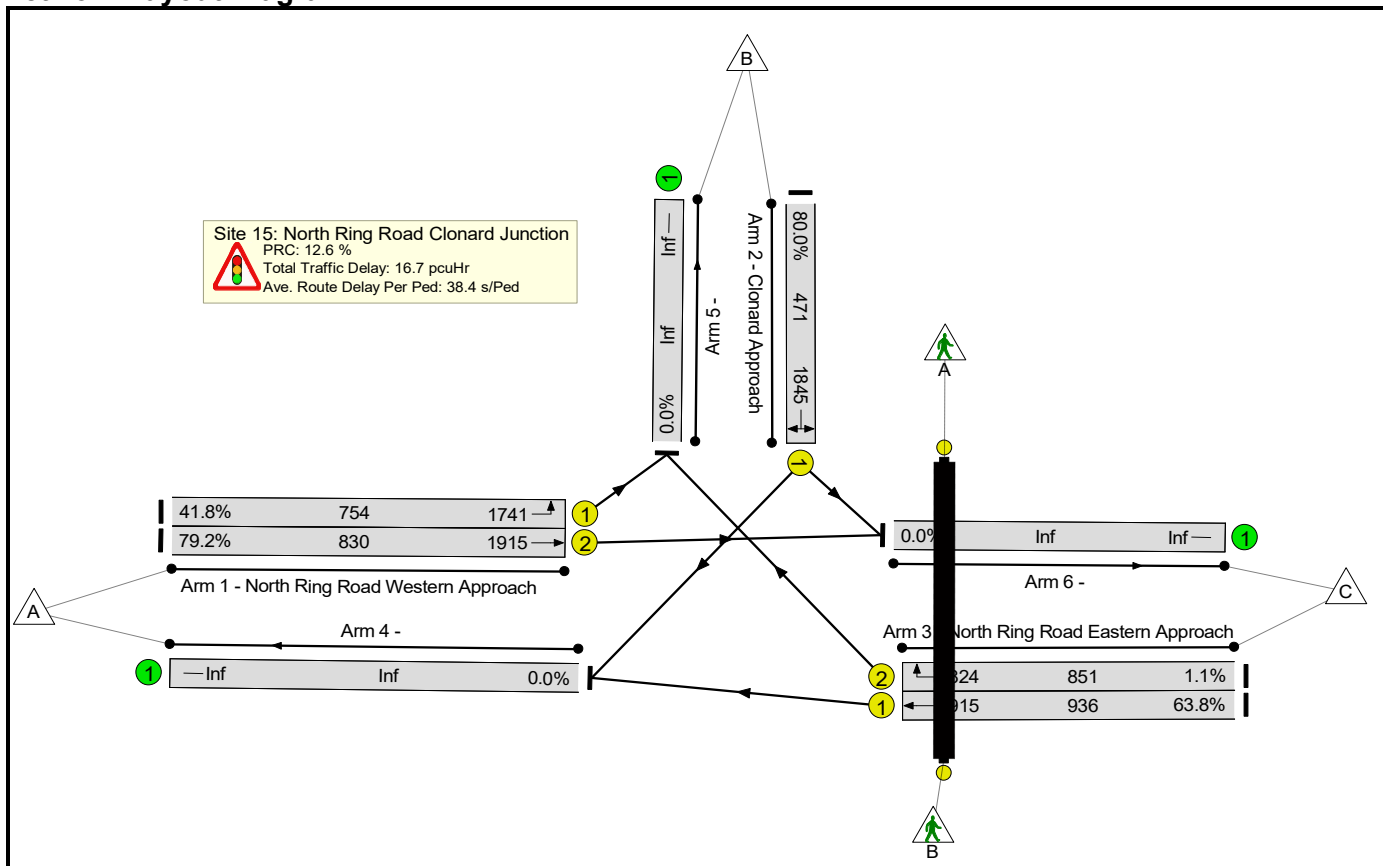 B
Site 15: North Ring Road Clonard Junction
PRC: 12.6 %
Total Traffic Delay: 16.7 pcuHr
Ave. Route Delay Per Ped: 38.4 s/Ped
1
0.0% Inf Inf
Arm 5 -
Arm 2 - Clonard Approach
80.0% 471 1845
1
A
41.8% 754 1741 1
79.2% 830 1915 2
Arm 1 - North Ring Road Western Approach
A
0.0% Inf Inf 1
Arm 6 -
C
Arm 4 -
1 Inf Inf 0.0%
Arm 3 North Ring Road Eastern Approach
2 851 1.1%
1 936 63.8%
B